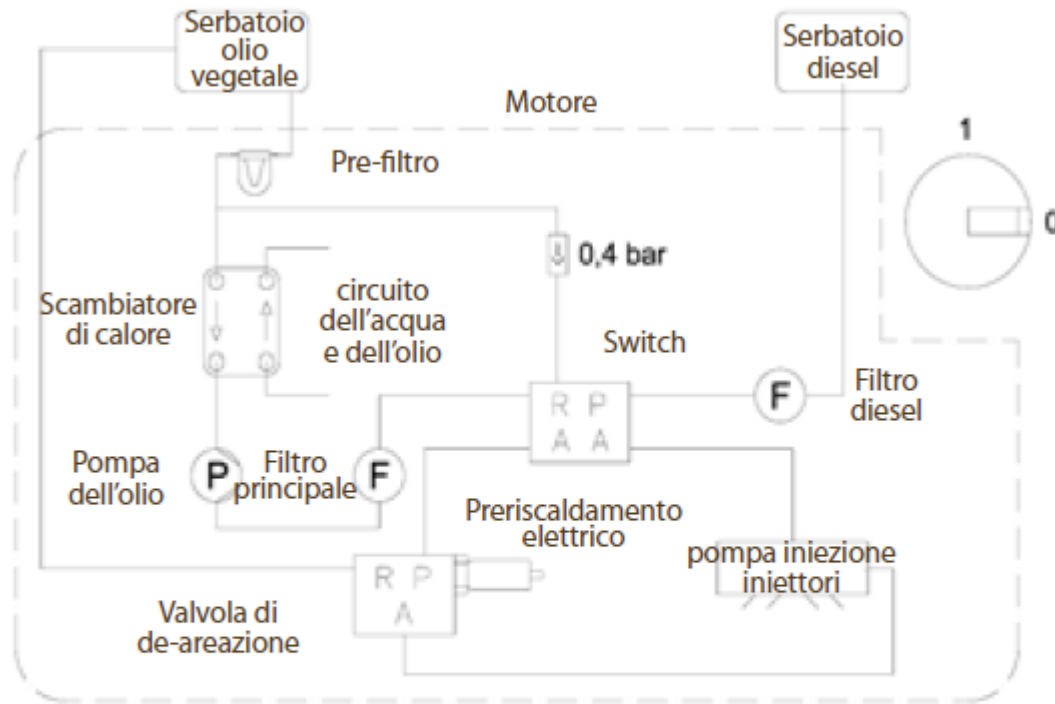 Serbatoio
olio
vegetale
Serbatoio
diesel
Motore
1
0
Pre-filtro
0,4 bar
Scambiatore
di calore
circuito
dell'acqua
e dell'olio
Switch
R P
A A
F
Filtro
diesel
Pompa
dell'olio
P
Filtro
principale
F
Preriscaldamento
elettrico
pompa iniezione
iniettori
R P
A
Valvola di
de-areazione